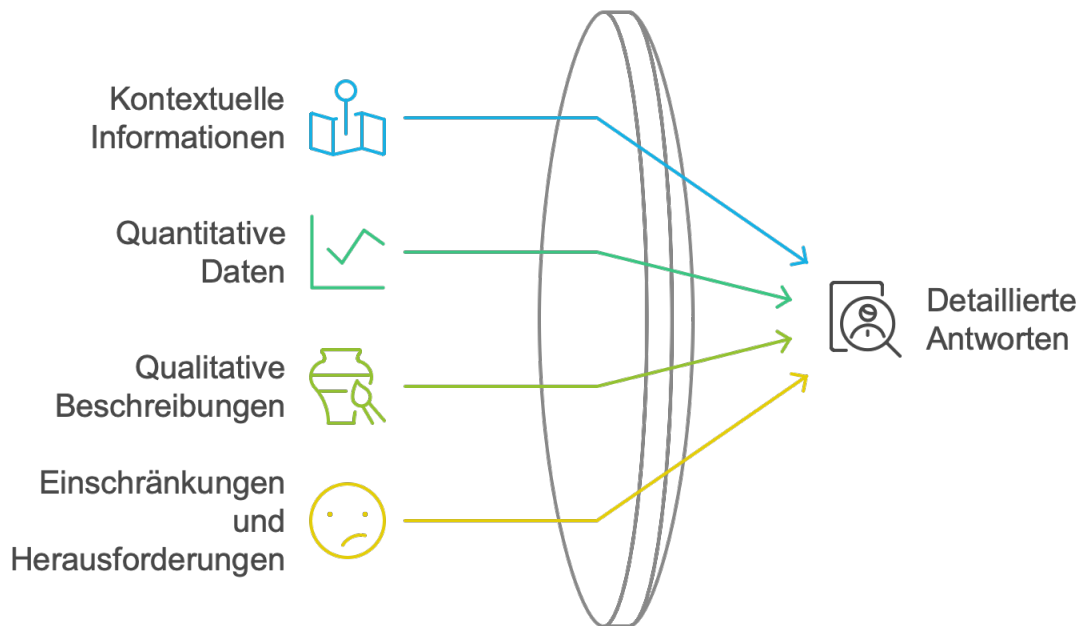 Kontextuelle
Informationen
Quantitative
Daten
Detaillierte
Antworten
Qualitative
Beschreibungen
Einschränkungen
und
Herausforderungen